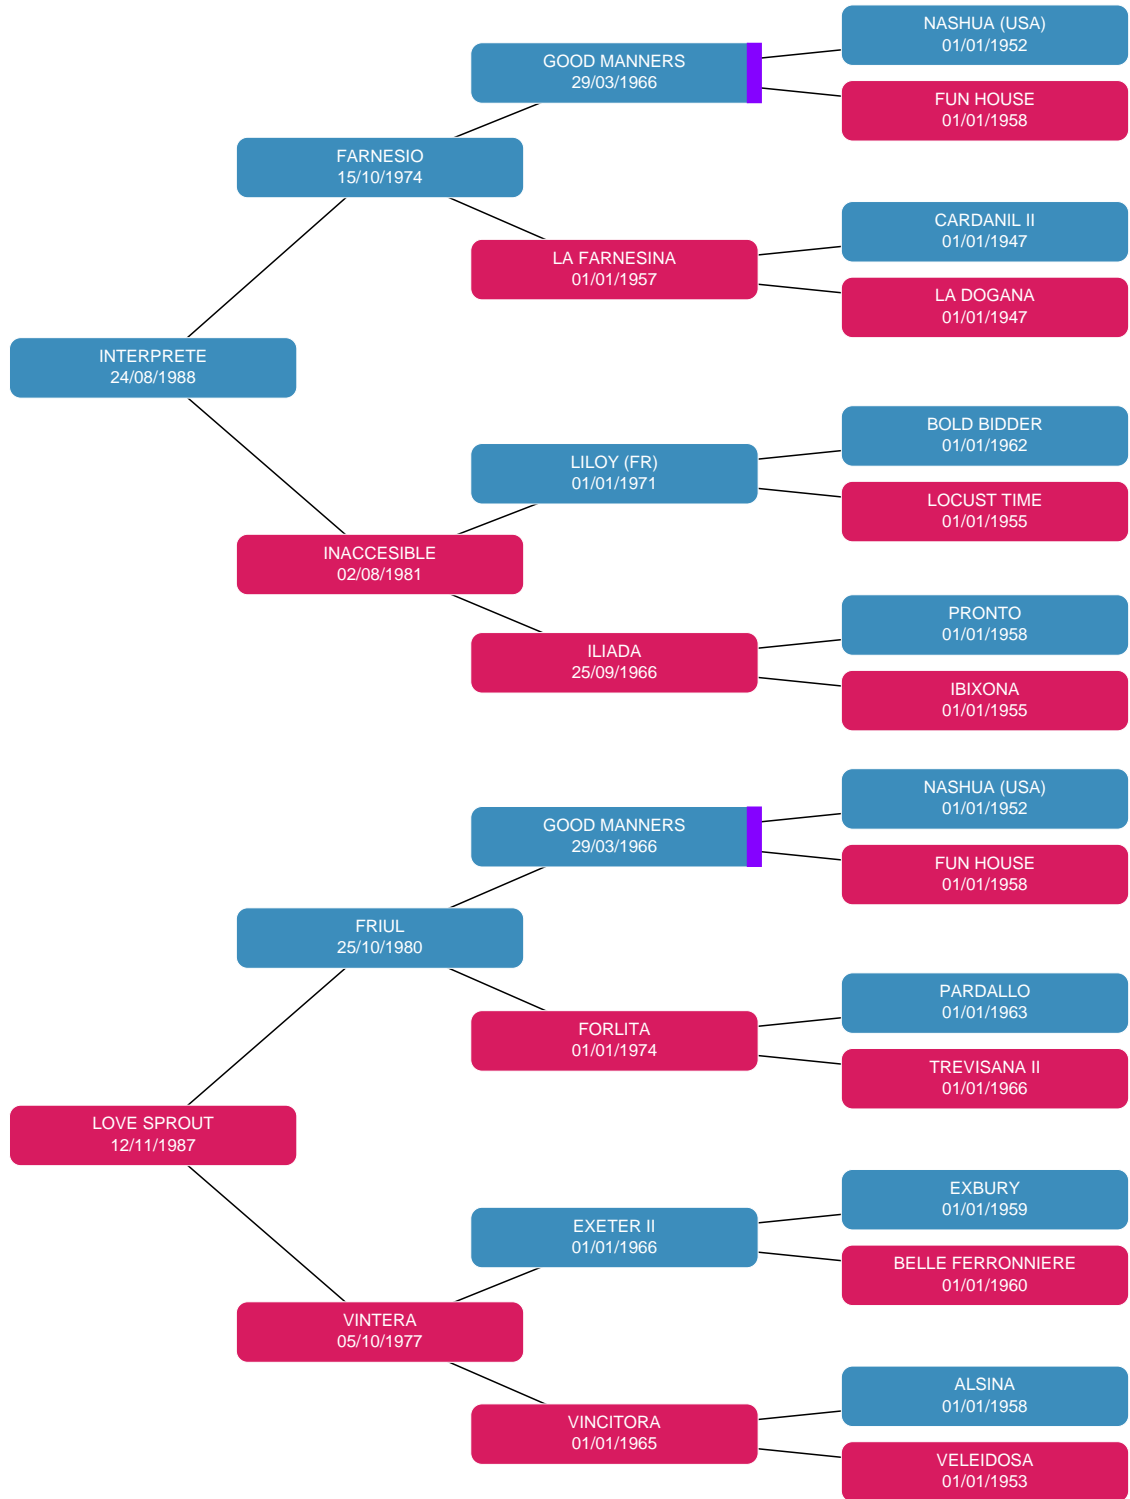 NASHUA (USA)
01/01/1952
GOOD MANNERS
29/03/1966
FUN HOUSE
01/01/1958
FARNESIO
15/10/1974
CARDANIL II
01/01/1947
LA FARNESINA
01/01/1957
LA DOGANA
01/01/1947
INTERPRETE
24/08/1988
BOLD BIDDER
01/01/1962
LILOY (FR)
01/01/1971
LOCUST TIME
01/01/1955
INACCESIBLE
02/08/1981
PRONTO
01/01/1958
ILIADA
25/09/1966
IBIXONA
01/01/1955
NASHUA (USA)
01/01/1952
GOOD MANNERS
29/03/1966
FUN HOUSE
01/01/1958
FRIUL
25/10/1980
PARDALLO
01/01/1963
FORLITA
01/01/1974
TREVISANA II
01/01/1966
LOVE SPROUT
12/11/1987
EXBURY
01/01/1959
EXETER II
01/01/1966
BELLE FERRONNIERE
01/01/1960
VINTERA
05/10/1977
ALSINA
01/01/1958
VINCITORA
01/01/1965
VELEIDOSA
01/01/1953